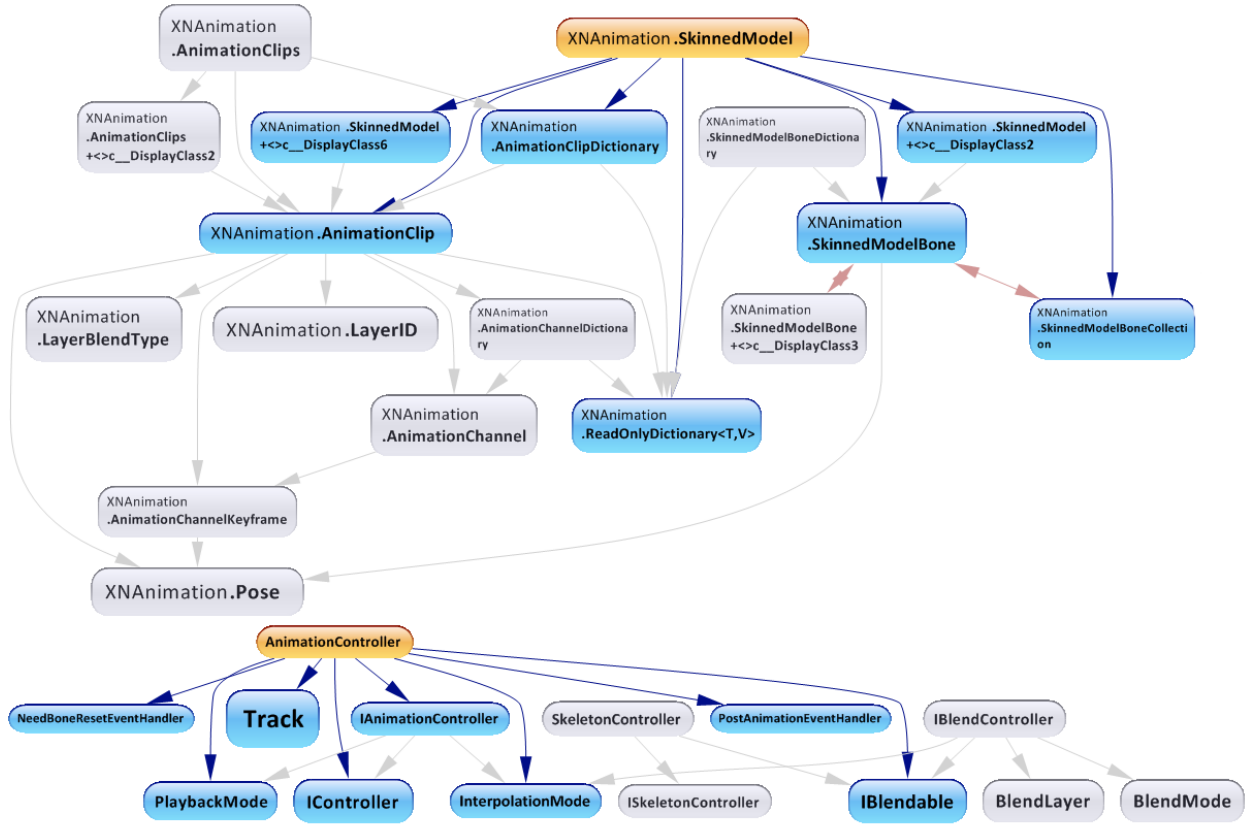 XNAnimation
.AnimationClips
XNAnimation .SkinnedModel
XNAnimation
.AnimationClips
+<>c__DisplayClass2
XNAnimation .SkinnedModel
+<>c__DisplayClass6
XNAnimation
.AnimationClipDictionary
XNAnimation
.SkinnedModelBoneDictiona
ry
XNAnimation .SkinnedModel
+<>c__DisplayClass2
XNAnimation .AnimationClip
XNAnimation
.SkinnedModelBone
XNAnimation
.LayerBlendType
XNAnimation .LayerID
XNAnimation
.AnimationChannelDictiona
ry
XNAnimation
.SkinnedModelBone
+<>c__DisplayClass3
XNAnimation
.SkinnedModelBoneCollecti
on
XNAnimation
.AnimationChannel
XNAnimation
.ReadOnlyDictionary<T,V>
XNAnimation
.AnimationChannelKeyframe
XNAnimation .Pose
AnimationController
NeedBoneResetEventHandler
Track
IAnimationController
SkeletonController
PostAnimationEventHandler
IBlendController
PlaybackMode
IController
InterpolationMode
ISkeletonController
IBlendable
BlendLayer
BlendMode